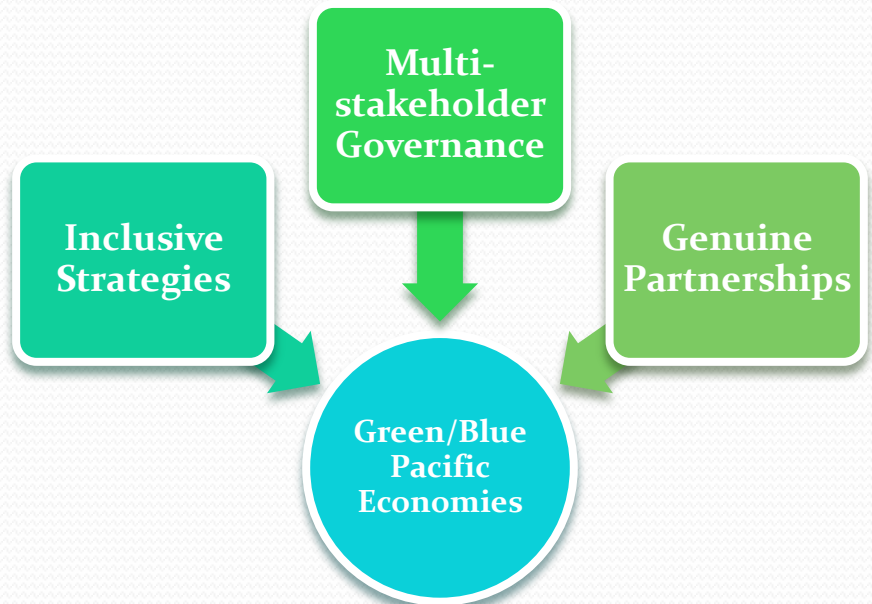 Multi-
stakeholder
Governance
Inclusive
Strategies
Genuine
Partnerships
Green/Blue
Pacific
Economies